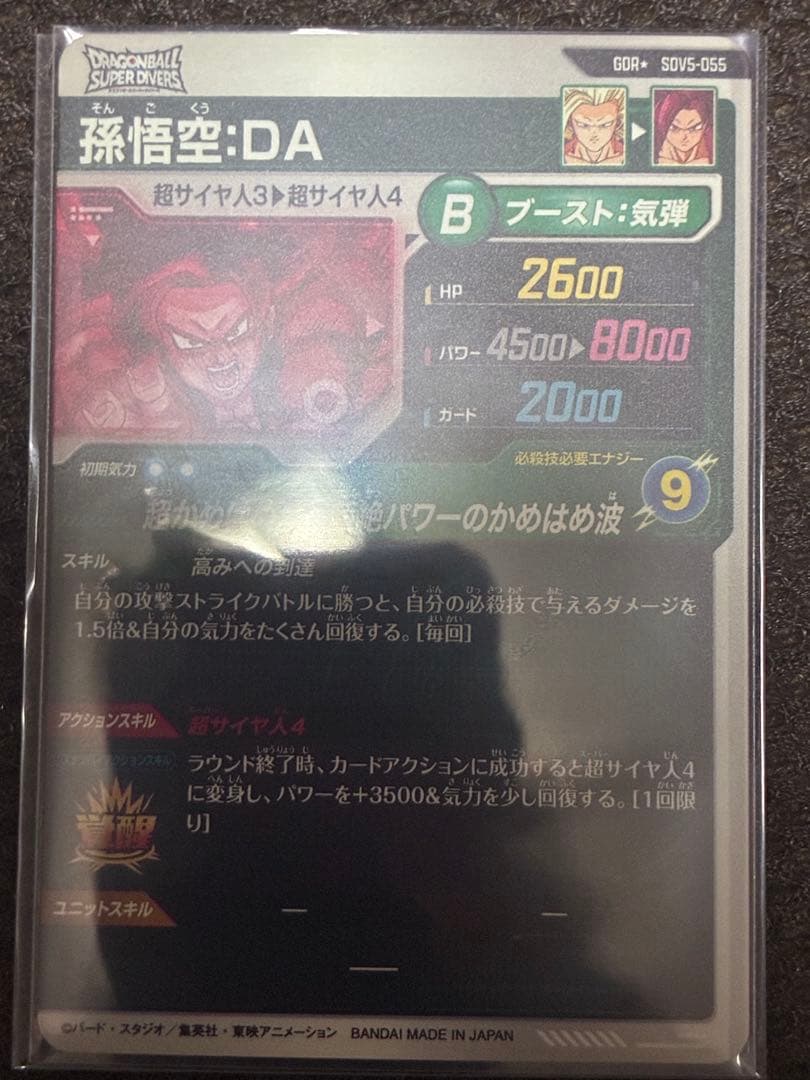 DRAGONBALL
SUPER DIVERS
GDR★ SDV5-055
そん ご くう
孫悟空:DA
超サイヤ人3▶超サイヤ人4
B ブースト:気弾
HP 2600
パワー 4500▶8000
ガード 2000
初期気力
必殺技必要エナジー
9
超かめ
パワーのかめはめ波
スキル
高みへの到達
自分の攻撃ストライクバトルに勝つと、自分の必殺技で与えるダメージを
1.5倍&自分の気力をたくさん回復する。[毎回]
アクションスキル
超サイヤ人4
ラウンド終了時、カードアクションに成功すると超サイヤ人4
に変身し、パワーを+3500&気力を少し回復する。[1回限
り]
覚醒
ユニットスキル
— —
—
©バード・スタジオ/集英社・東映アニメーション BANDAI MADE IN JAPAN